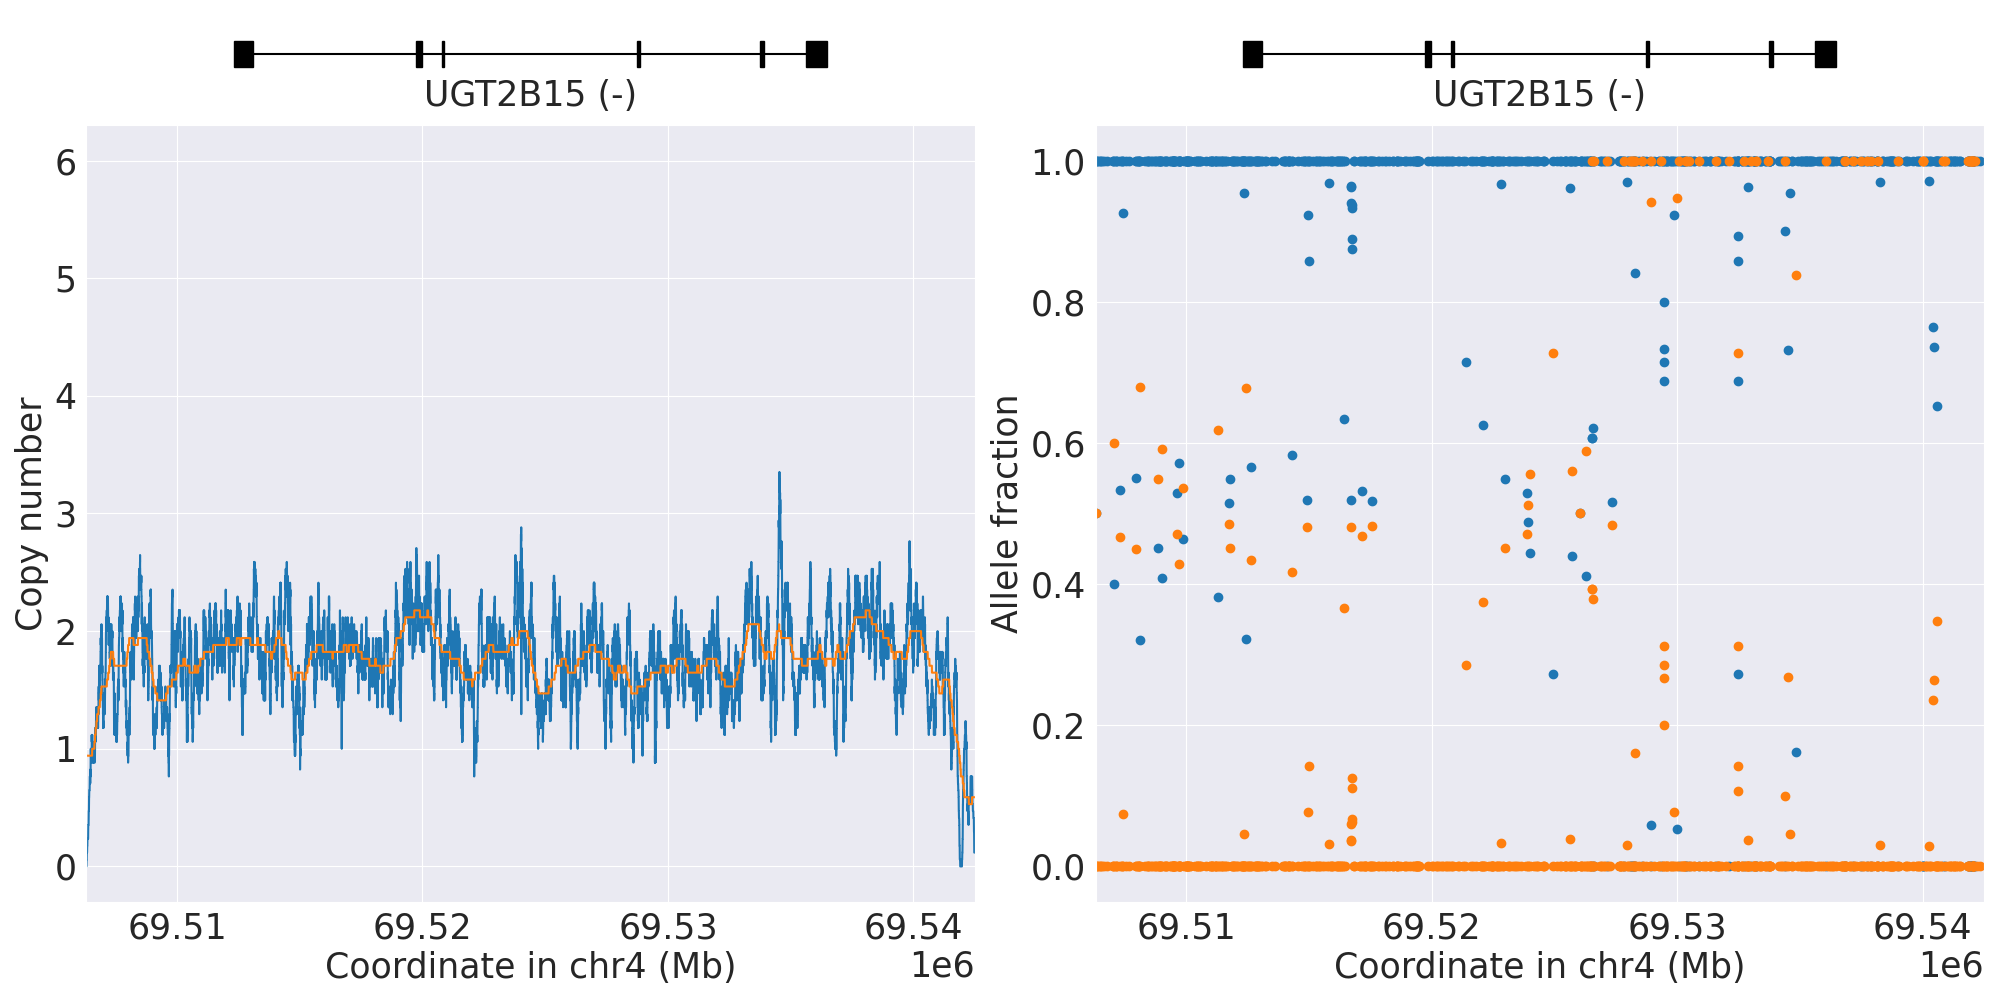 UGT2B15 (-)
6
5
4
3
2
1
0
Copy number
69.51 69.52 69.53 69.54
Coordinate in chr4 (Mb)
1e6
UGT2B15 (-)
1.0
0.8
0.6
0.4
0.2
0.0
Allele fraction
69.51 69.52 69.53 69.54
Coordinate in chr4 (Mb)
1e6